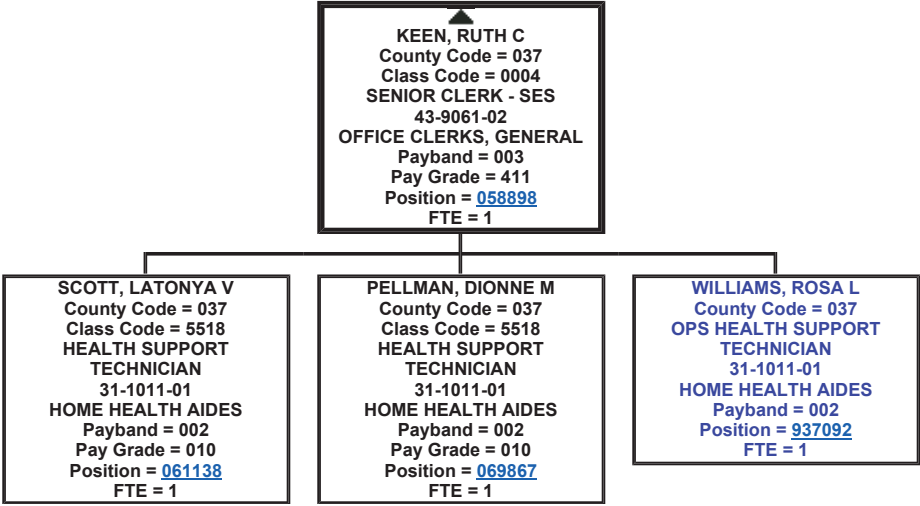 KEEN, RUTH C
County Code = 037
Class Code = 0004
SENIOR CLERK - SES
43-9061-02
OFFICE CLERKS, GENERAL
Payband = 003
Pay Grade = 411
Position = 058898
FTE = 1
SCOTT, LATONYA V
County Code = 037
Class Code = 5518
HEALTH SUPPORT
TECHNICIAN
31-1011-01
HOME HEALTH AIDES
Payband = 002
Pay Grade = 010
Position = 061138
FTE = 1
PELLMAN, DIONNE M
County Code = 037
Class Code = 5518
HEALTH SUPPORT
TECHNICIAN
31-1011-01
HOME HEALTH AIDES
Payband = 002
Pay Grade = 010
Position = 069867
FTE = 1
WILLIAMS, ROSA L
County Code = 037
OPS HEALTH SUPPORT
TECHNICIAN
31-1011-01
HOME HEALTH AIDES
Payband = 002
Position = 937092
FTE = 1